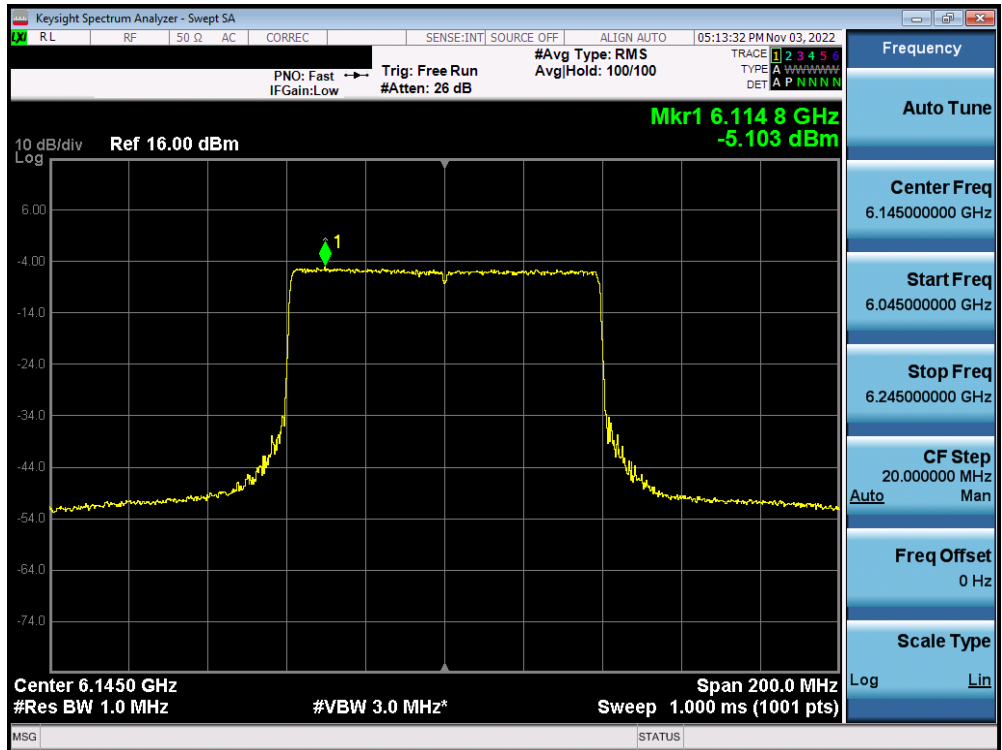 Keysight Spectrum Analyzer - Swept SA
LXI RL RF 50 Ω AC CORREC SENSE:INT SOURCE OFF ALIGN AUTO 05:13:32 PM Nov 03, 2022
#Avg Type: RMS TRACE 1 2 3 4 5 6
PNO: Fast Trig: Free Run Avg|Hold: 100/100 TYPE A WWWWW
IFGain:Low #Atten: 26 dB DET A P N N N N
Mkr1 6.114 8 GHz
-5.103 dBm
10 dB/div Ref 16.00 dBm
Log
1
6.00
-4.00
-14.0
-24.0
-34.0
-44.0
-54.0
-64.0
-74.0
Center 6.1450 GHz Span 200.0 MHz
#Res BW 1.0 MHz #VBW 3.0 MHz* Sweep 1.000 ms (1001 pts)
MSG STATUS
Frequency
Auto Tune
Center Freq
6.145000000 GHz
Start Freq
6.045000000 GHz
Stop Freq
6.245000000 GHz
CF Step
20.000000 MHz
Auto Man
Freq Offset
0 Hz
Scale Type
Log Lin